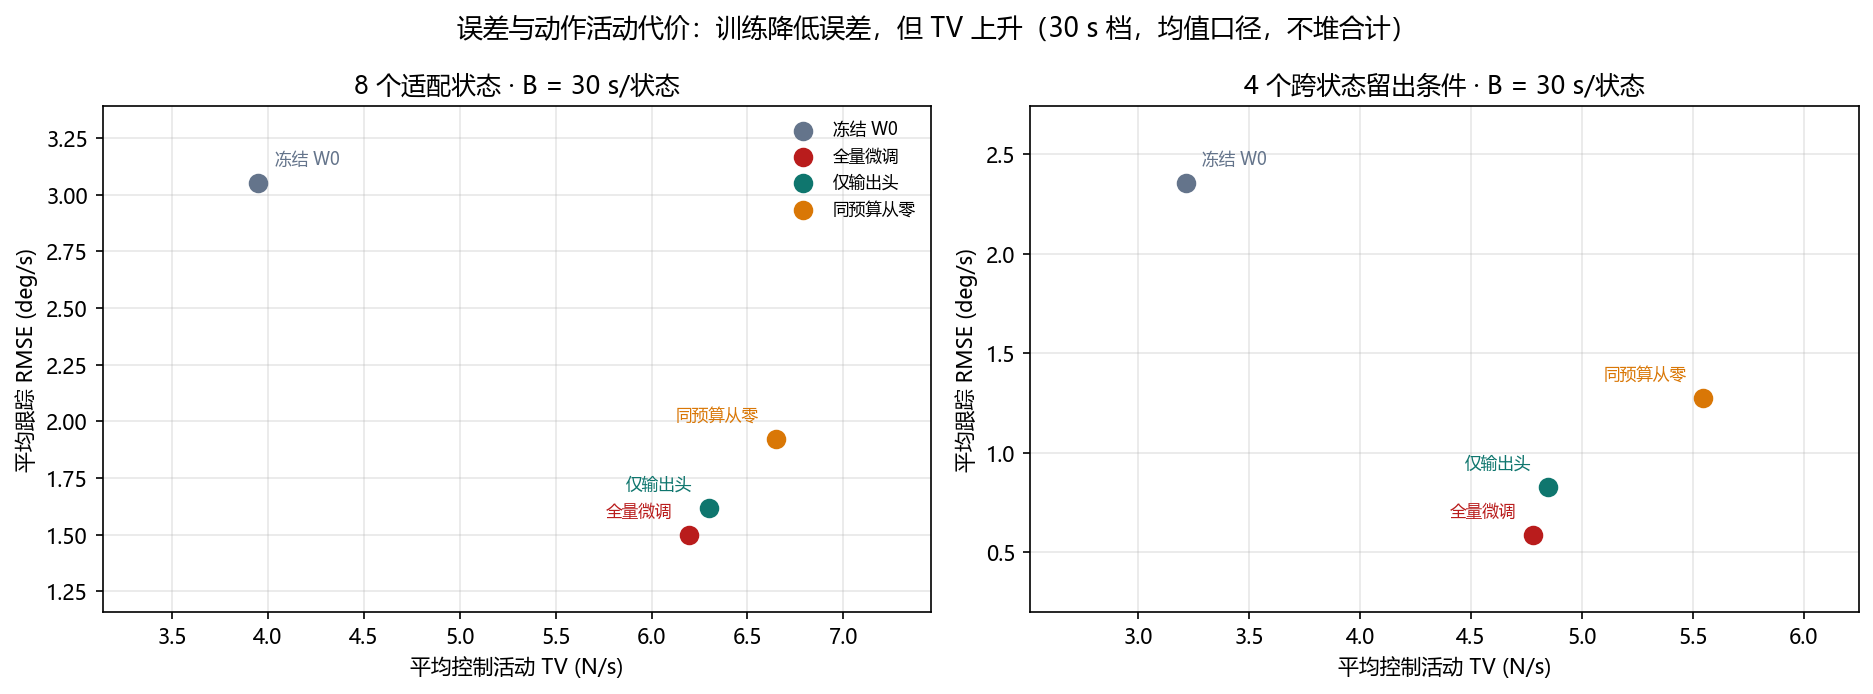 误差与动作活动代价：训练降低误差，但 TV 上升（30 s 档，均值口径，不堆合计）
8 个适配状态 · B = 30 s/状态
平均跟踪 RMSE (deg/s)
3.25
3.00
2.75
2.50
2.25
2.00
1.75
1.50
1.25
冻结 W0
同预算从零
仅输出头
全量微调
冻结 W0
全量微调
仅输出头
同预算从零
3.5
4.0
4.5
5.0
5.5
6.0
6.5
7.0
平均控制活动 TV (N/s)
4 个跨状态留出条件 · B = 30 s/状态
平均跟踪 RMSE (deg/s)
2.5
2.0
1.5
1.0
0.5
冻结 W0
同预算从零
仅输出头
全量微调
3.0
3.5
4.0
4.5
5.0
5.5
6.0
平均控制活动 TV (N/s)